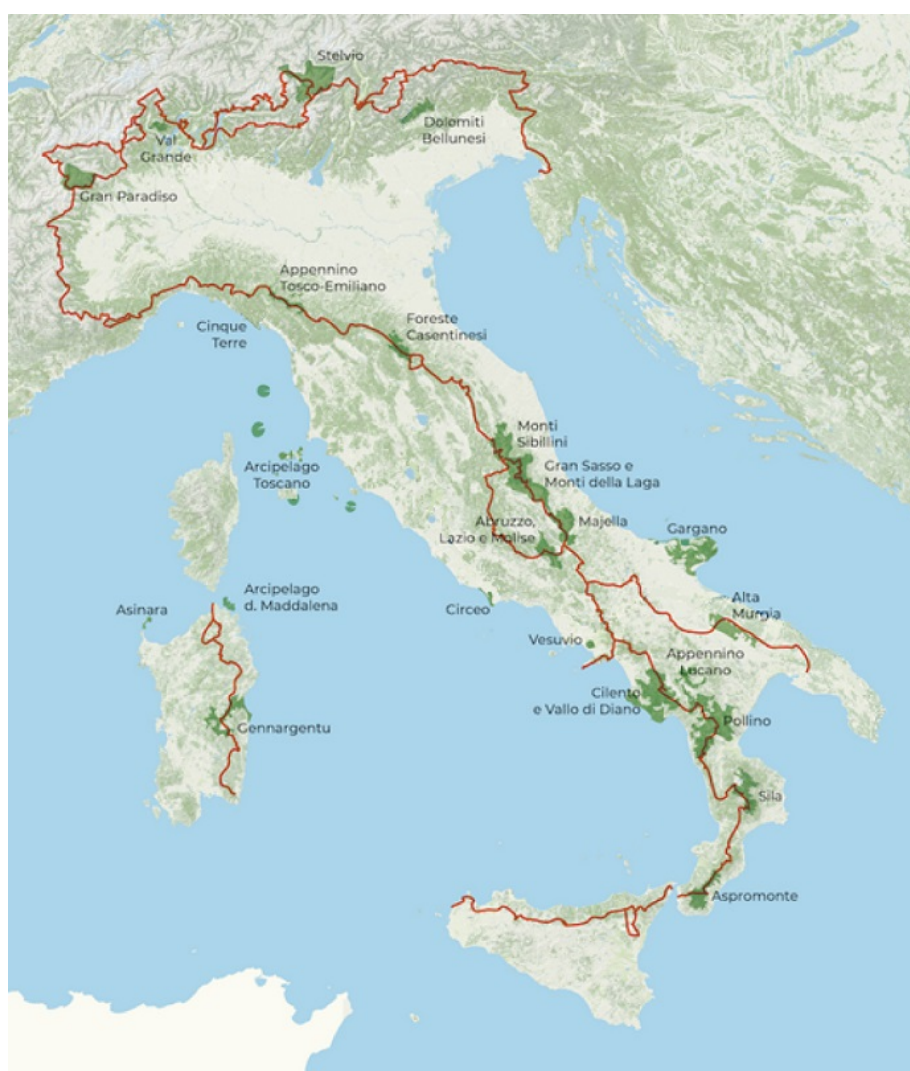 Stelvio
Dolomiti
Bellunesi
Val
Grande
Gran Paradiso
Appennino
Tosco-Emiliano
Cinque
Terre
Foreste
Casentinesi
Monti
Sibillini
Gran Sasso e
Monti della Laga
Arcipelago
Toscano
Abruzzo,
Lazio e Molise
Majella
Gargano
Asinara
Arcipelago
d. Maddalena
Circeo
Alta
Murgia
Vesuvio
Appennino
Lucano
Cilento
e Vallo di Diano
Pollino
Gennargentu
Sila
Aspromonte